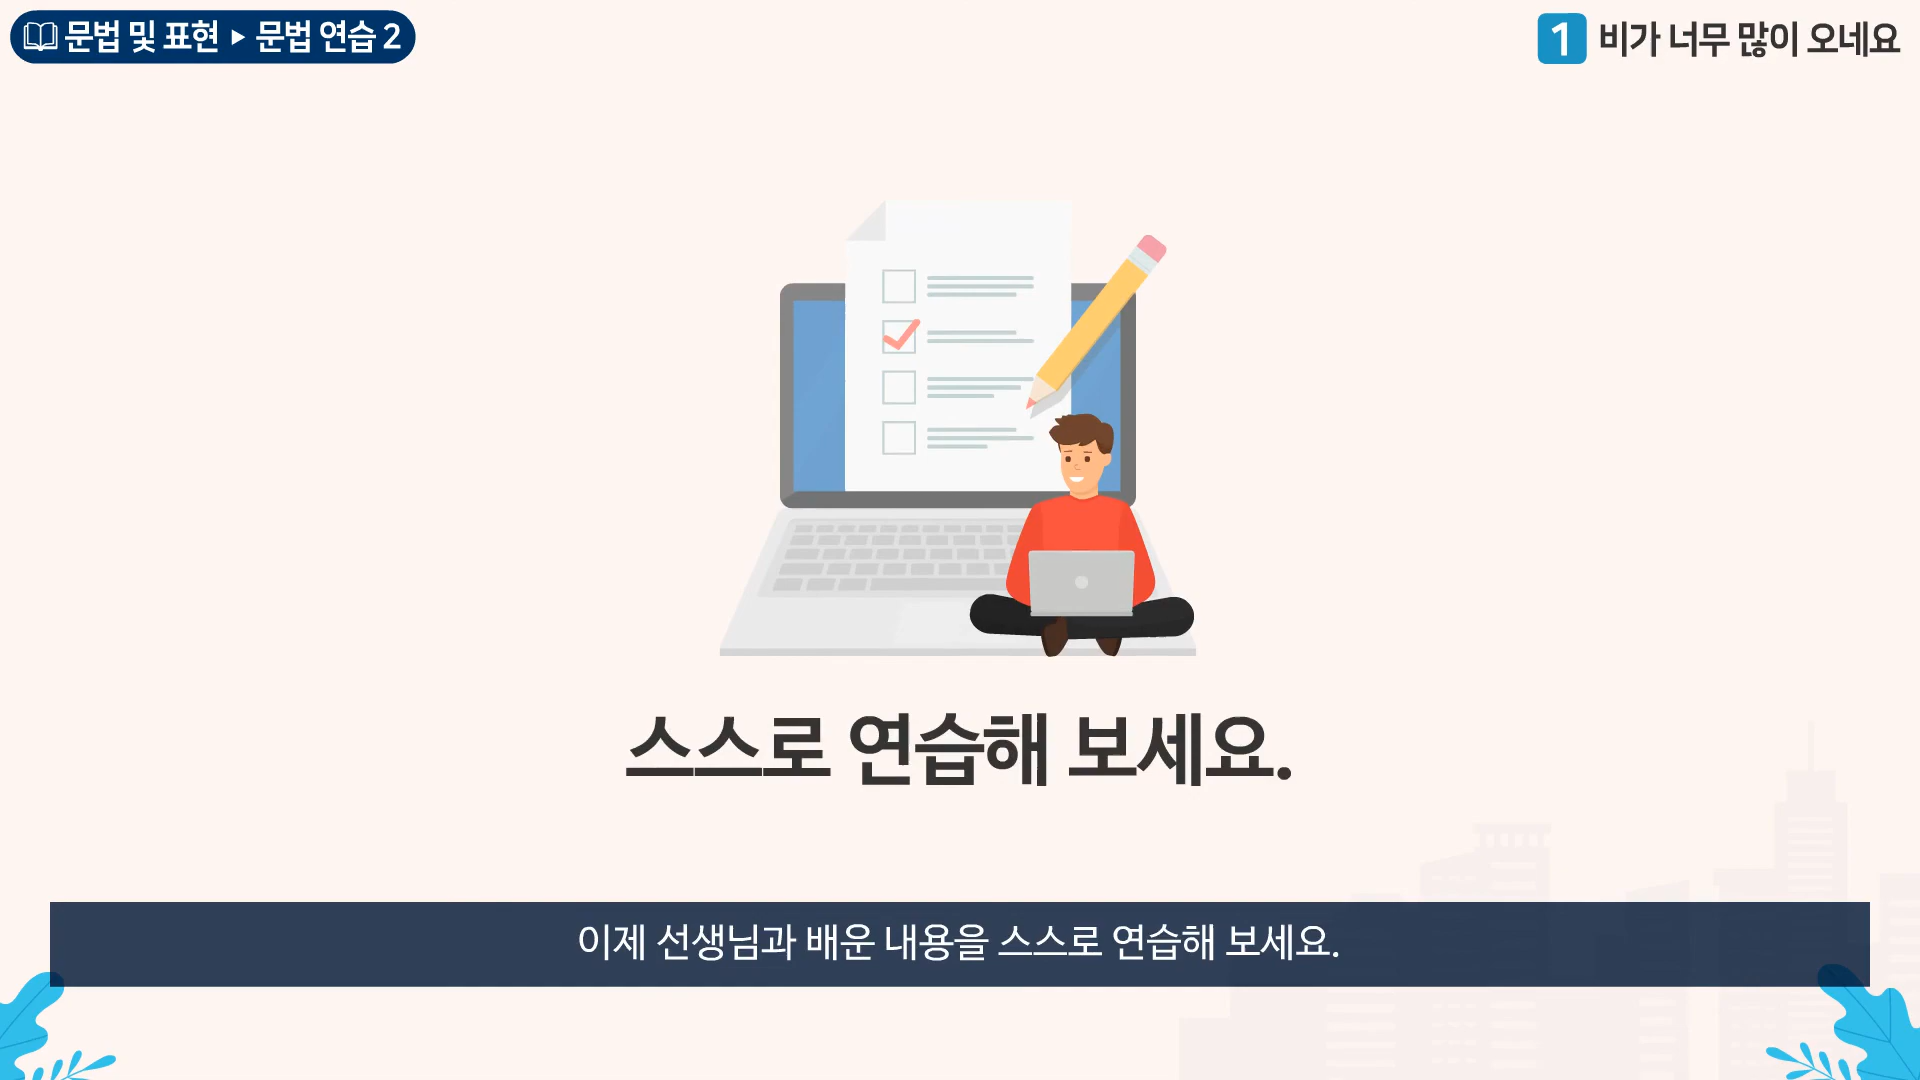 문법 및 표현 ▶ 문법 연습 2
1 비가 너무 많이 오네요
스스로 연습해 보세요.
이제 선생님과 배운 내용을 스스로 연습해 보세요.